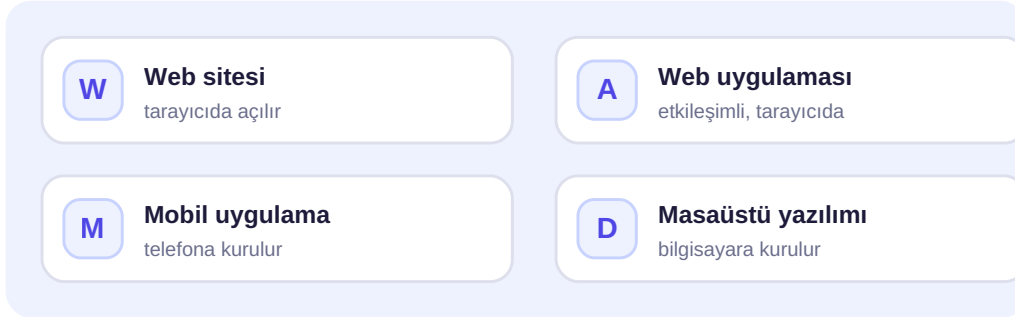 W
Web sitesi
tarayıcıda açılır
A
Web uygulaması
etkileşimli, tarayıcıda
M
Mobil uygulama
telefona kurulur
D
Masaüstü yazılımı
bilgisayara kurulur